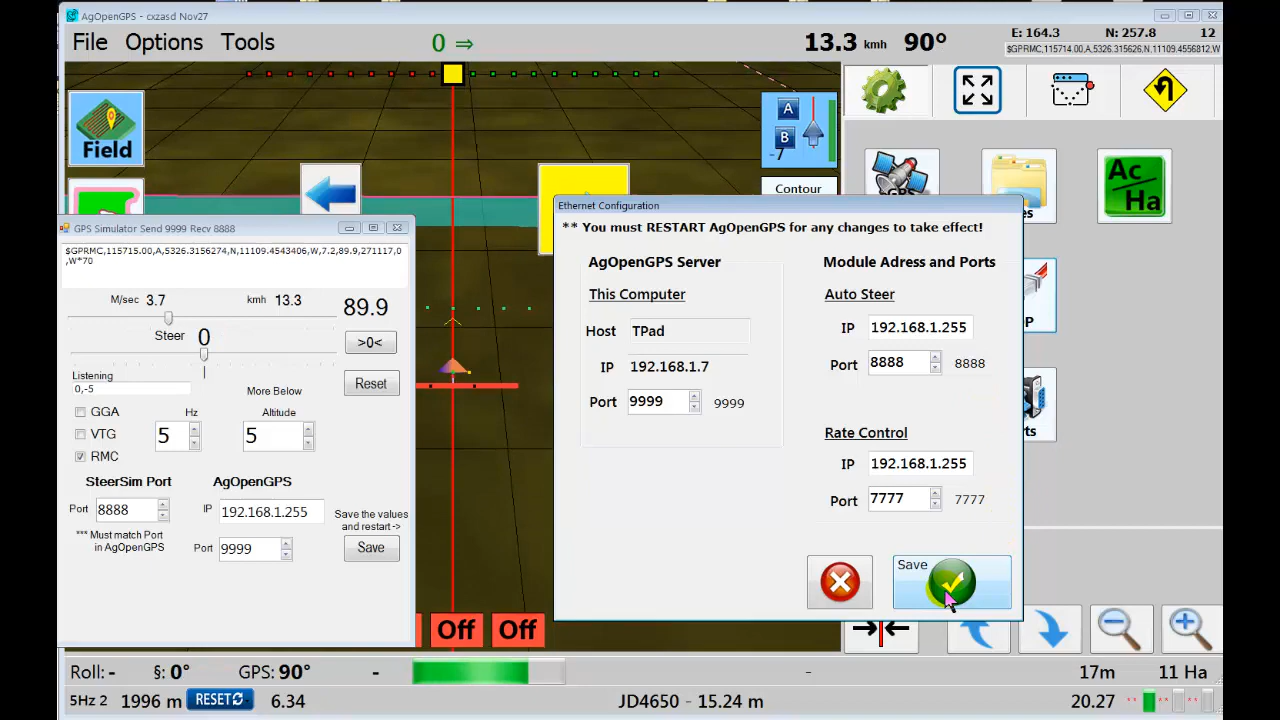 AgOpenGPS - cxzasd Nov27
File Options Tools
0 ⇒
13.3 kmh 90°
E: 164.3 N: 257.8 12
$GPRMC,115714.00,A,5326.315626,N,11109.4556812,W
Field
A
B
-7
Contour
Ac
Ha
GPS Simulator Send 9999 Recv 8888
$GPRMC,115715.00,A,5326.3156274,N,11109.4543406,W,7.2,89.9,271117,0
,W*70
M/sec 3.7 kmh 13.3
89.9
Steer 0
>0<
Listening
0,-5
More Below
Reset
GGA
Hz
Altitude
VTG
5
5
RMC
SteerSim Port AgOpenGPS
Port 8888
IP 192.168.1.255
Save the values
and restart ->
*** Must match Port
in AgOpenGPS
Port 9999
Save
Ethernet Configuration
** You must RESTART AgOpenGPS for any changes to take effect!
AgOpenGPS Server
This Computer
Host TPad
IP 192.168.1.7
Port 9999 9999
Module Adress and Ports
Auto Steer
IP 192.168.1.255
Port 8888 8888
Rate Control
IP 192.168.1.255
Port 7777 7777
Save
P
ts
Off Off
Roll: - §: 0° GPS: 90° - - 17m 11 Ha
5Hz 2 1996 m RESET 6.34 JD4650 - 15.24 m 20.27